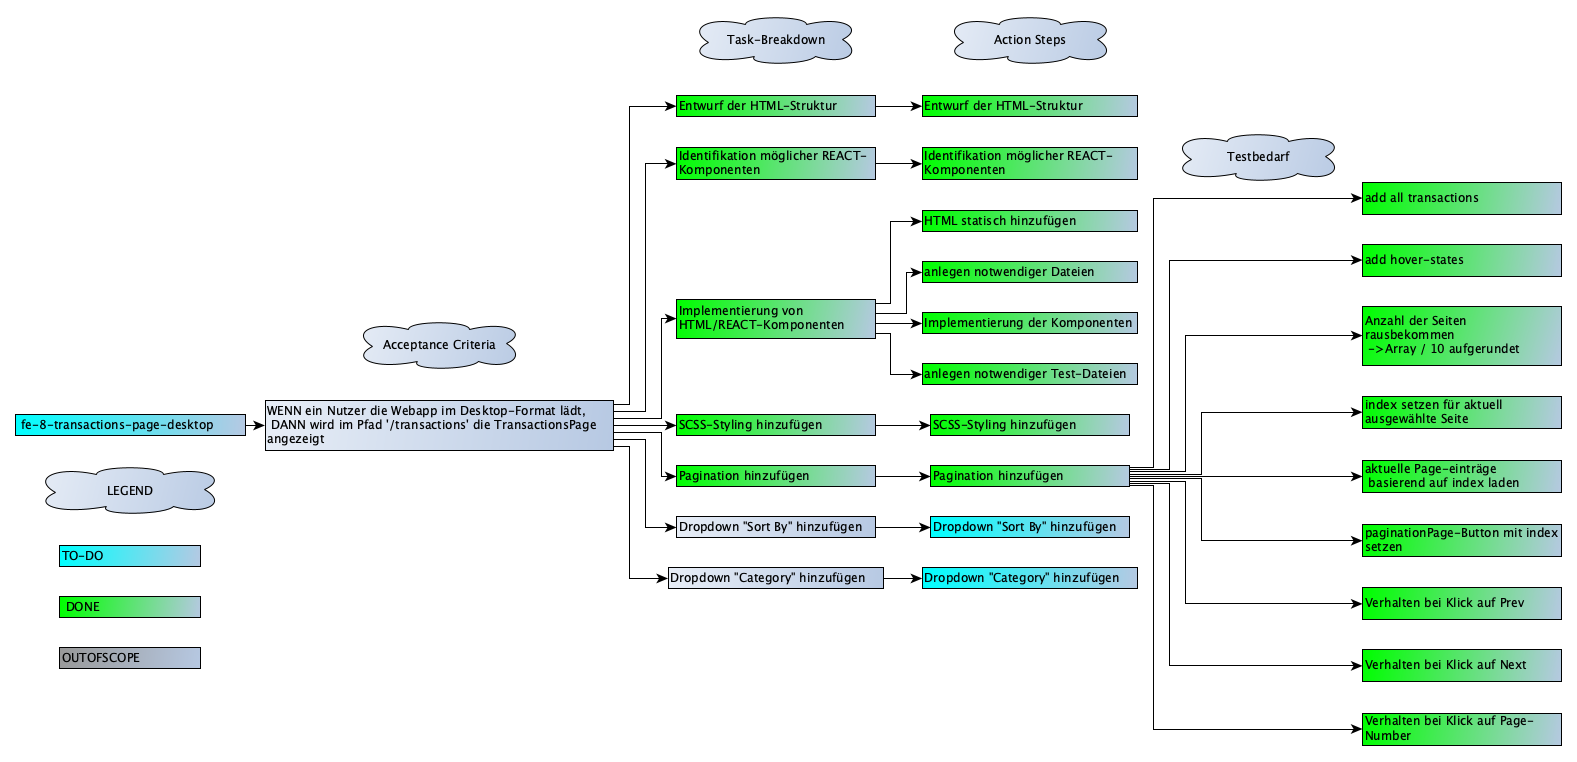 Task-Breakdown
Action Steps
Entwurf der HTML-Struktur
Entwurf der HTML-Struktur
Identifikation möglicher REACT-
Komponenten
Identifikation möglicher REACT-
Komponenten
Testbedarf
add all transactions
HTML statisch hinzufügen
add hover-states
anlegen notwendiger Dateien
Implementierung von
HTML/REACT-Komponenten
Implementierung der Komponenten
Anzahl der Seiten
rausbekommen
->Array / 10 aufgerundet
Acceptance Criteria
anlegen notwendiger Test-Dateien
fe-8-transactions-page-desktop
WENN ein Nutzer die Webapp im Desktop-Format lädt,
DANN wird im Pfad '/transactions' die TransactionsPage
angezeigt
SCSS-Styling hinzufügen
SCSS-Styling hinzufügen
index setzen für aktuell
ausgewählte Seite
Pagination hinzufügen
Pagination hinzufügen
aktuelle Page-einträge
basierend auf index laden
LEGEND
Dropdown "Sort By" hinzufügen
Dropdown "Sort By" hinzufügen
paginationPage-Button mit index
setzen
TO-DO
Dropdown "Category" hinzufügen
Dropdown "Category" hinzufügen
DONE
Verhalten bei Klick auf Prev
OUTOFSCOPE
Verhalten bei Klick auf Next
Verhalten bei Klick auf Page-
Number